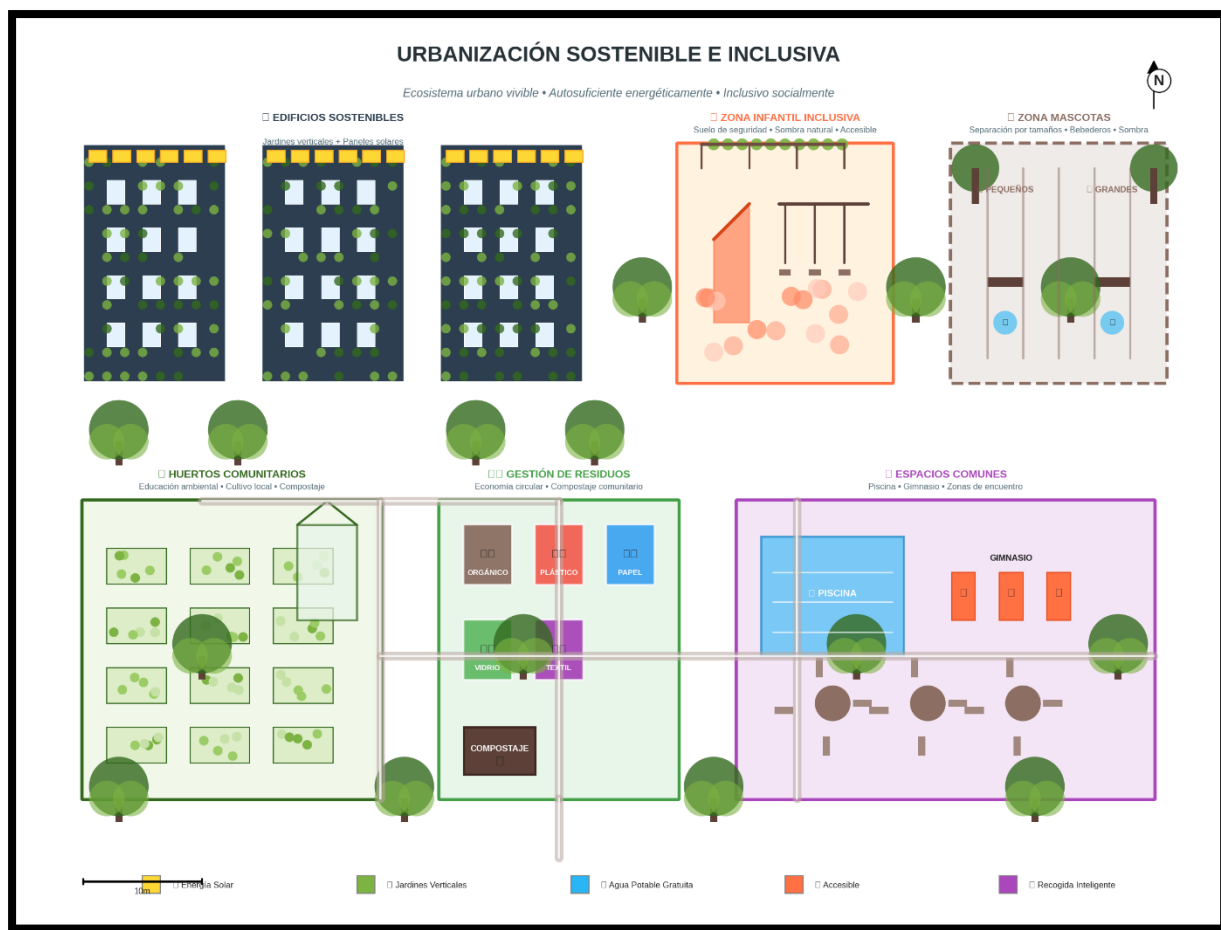 URBANIZACIÓN SOSTENIBLE E INCLUSIVA
N
Ecosistema urbano vivible • Autosuficiente energéticamente • Inclusivo socialmente
EDIFICIOS SOSTENIBLES
Jardines verticales + Paneles solares
ZONA INFANTIL INCLUSIVA
Suelo de seguridad • Sombra natural • Accesible
ZONA MASCOTAS
Separación por tamaños • Bebederos • Sombra
PEQUEÑOS
GRANDES
HUERTOS COMUNITARIOS
Educación ambiental • Cultivo local • Compostaje
GESTIÓN DE RESIDUOS
Economía circular • Compostaje comunitario
ESPACIOS COMUNES
Piscina • Gimnasio • Zonas de encuentro
ORGÁNICO
PLÁSTICO
PAPEL
VIDRIO
TEXTIL
COMPOSTAJE
PISCINA
GIMNASIO
10m
Energía Solar
Jardines Verticales
Agua Potable Gratuita
Accesible
Recogida Inteligente